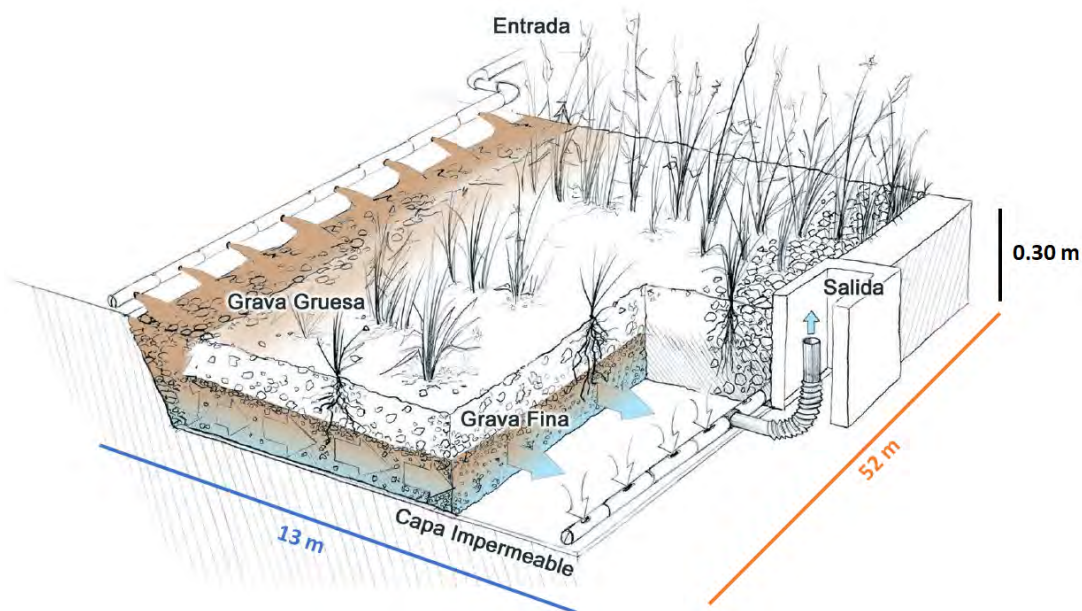 Entrada
0.30 m
Salida
Grava Gruesa
Grava Fina
52 m
Capa Impermeable
13 m